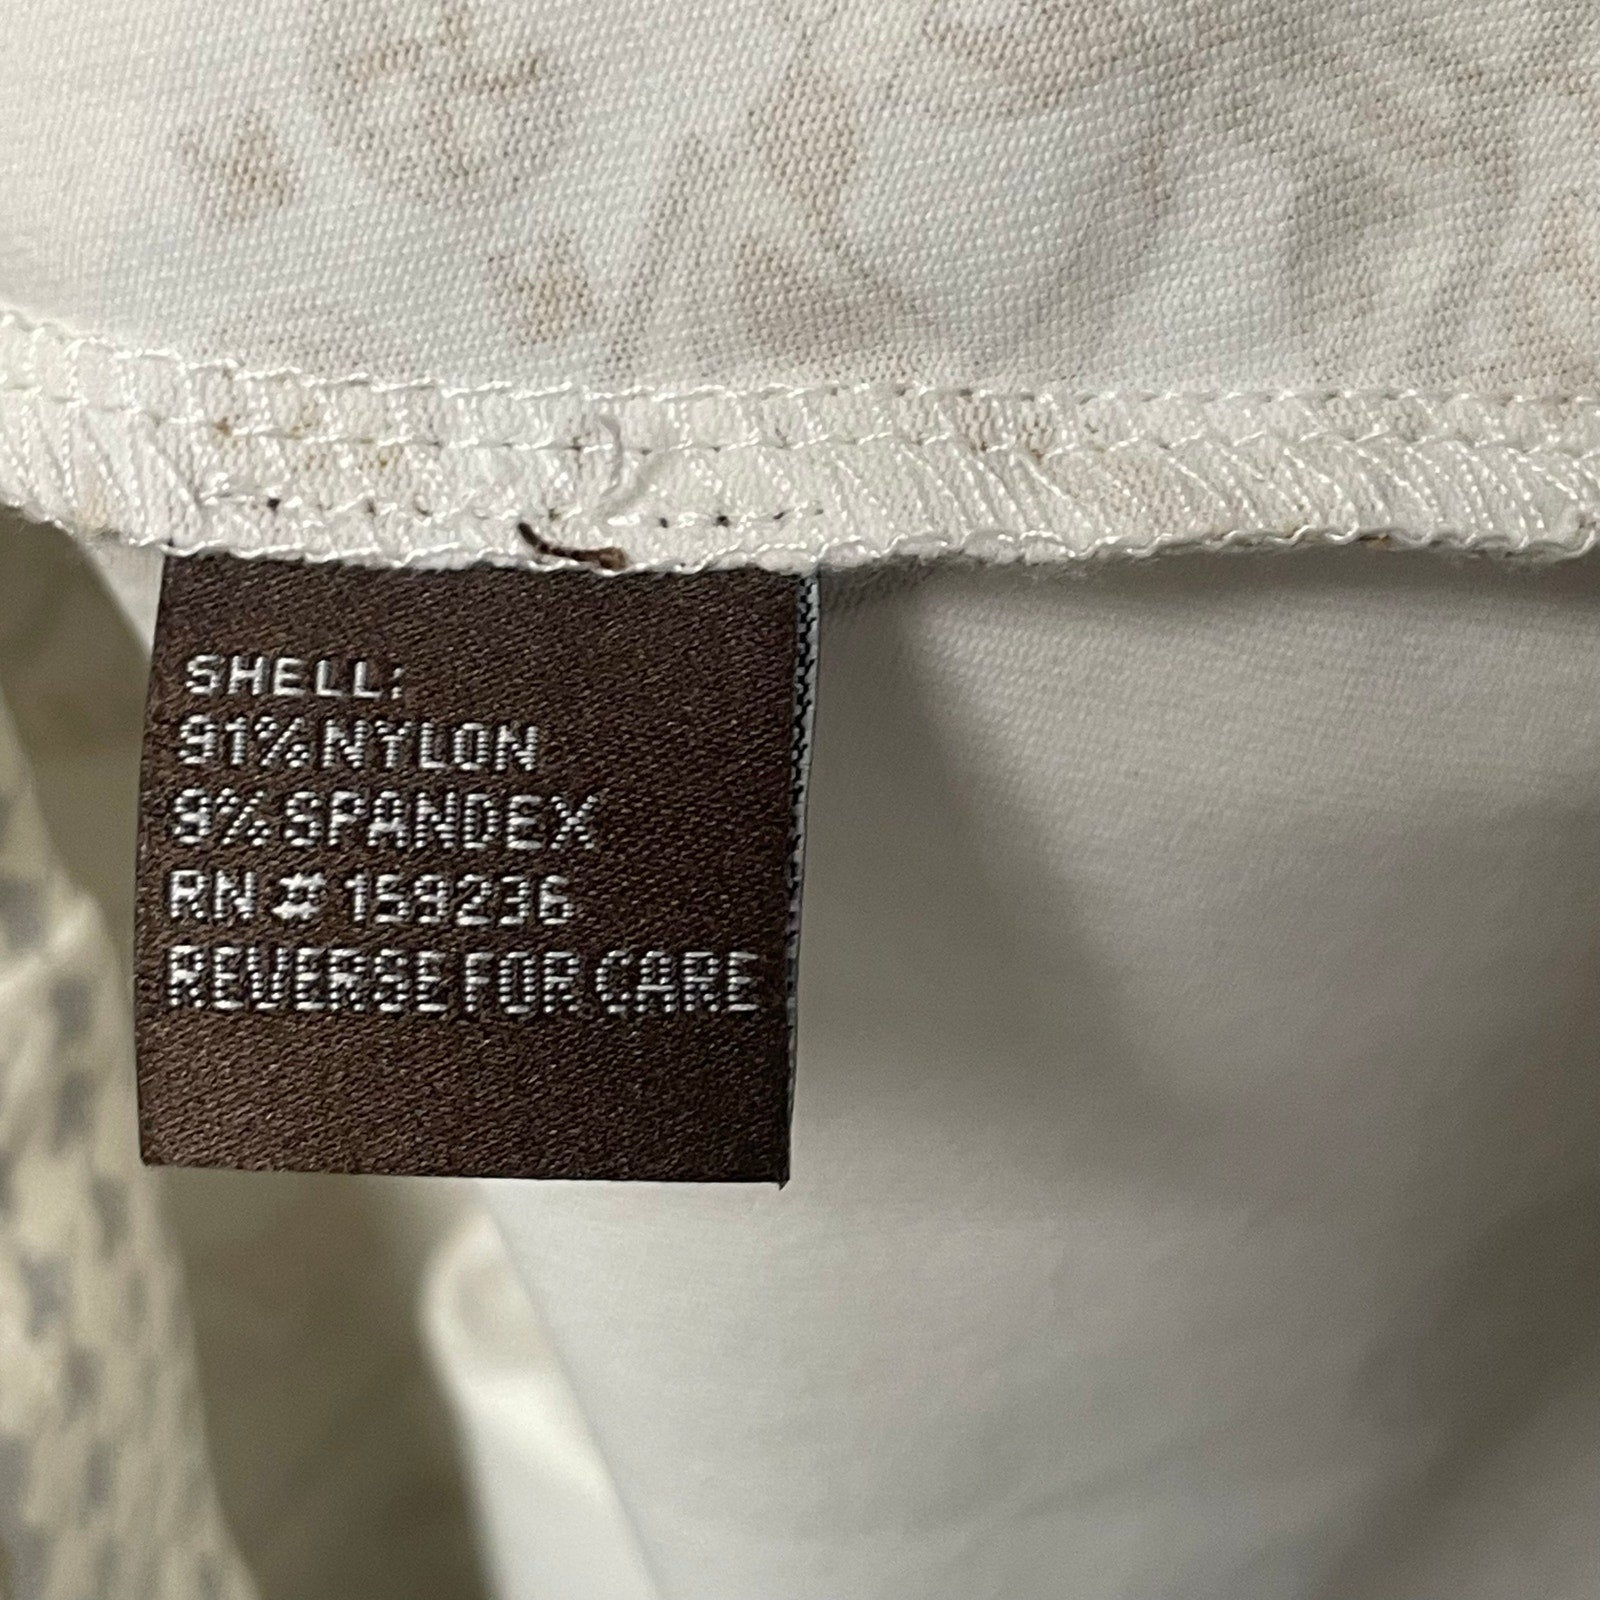 SHELL:
91% NYLON
9% SPANDEX
RN # 159236
REVERSE FOR CARE